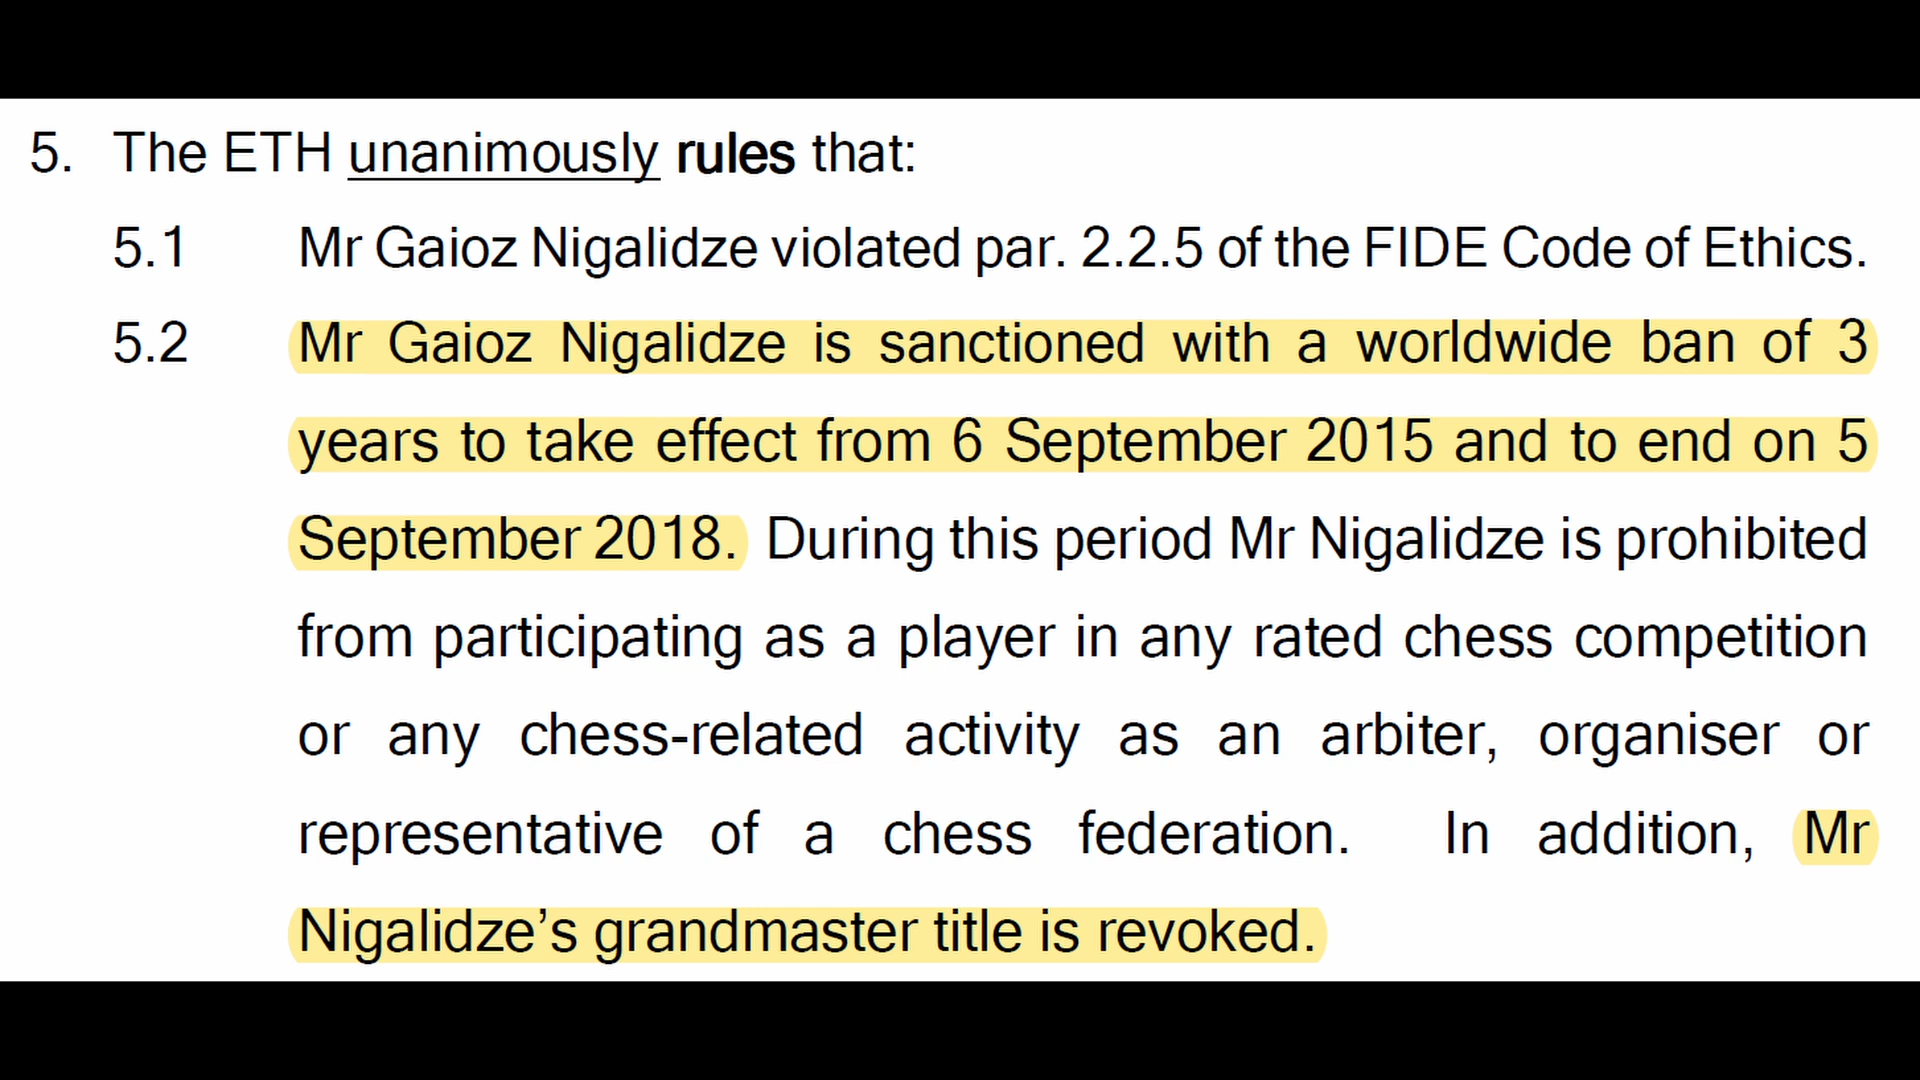 5. The ETH unanimously rules that:
5.1 Mr Gaioz Nigalidze violated par. 2.2.5 of the FIDE Code of Ethics.
5.2 Mr Gaioz Nigalidze is sanctioned with a worldwide ban of 3
years to take effect from 6 September 2015 and to end on 5
September 2018. During this period Mr Nigalidze is prohibited
from participating as a player in any rated chess competition
or any chess-related activity as an arbiter, organiser or
representative of a chess federation. In addition, Mr
Nigalidze’s grandmaster title is revoked.